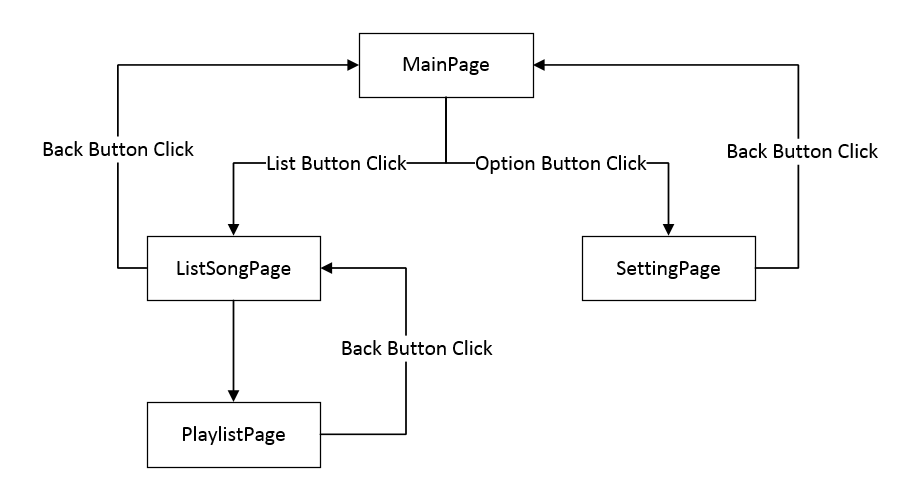 MainPage
Back Button Click
List Button Click
Option Button Click
Back Button Click
ListSongPage
SettingPage
Back Button Click
PlaylistPage